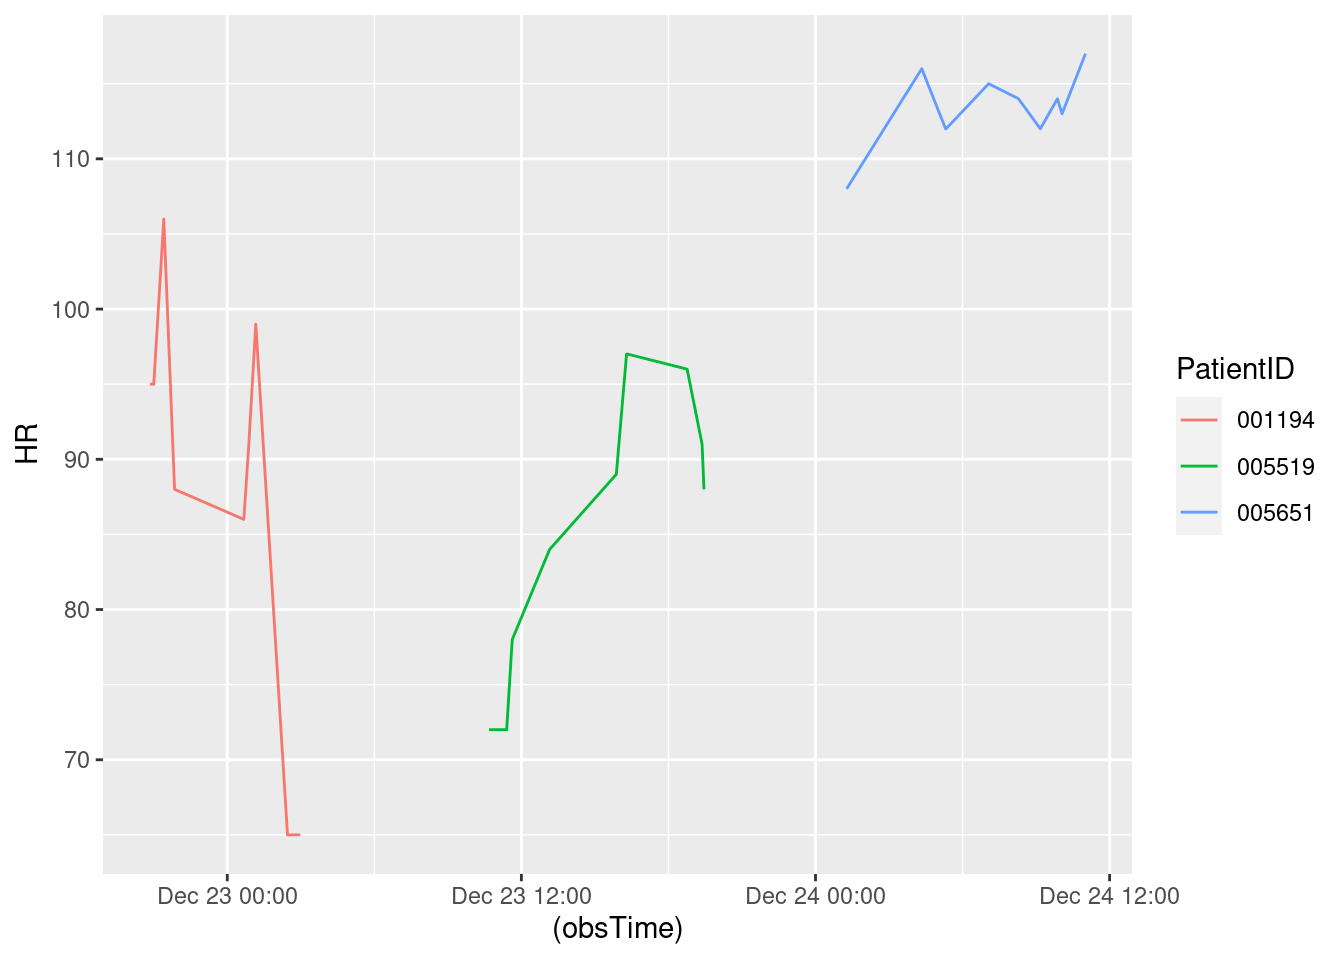 HR
110
100
90
80
70
Dec 23 00:00
Dec 23 12:00
Dec 24 00:00
Dec 24 12:00
(obsTime)
PatientID
001194
005519
005651